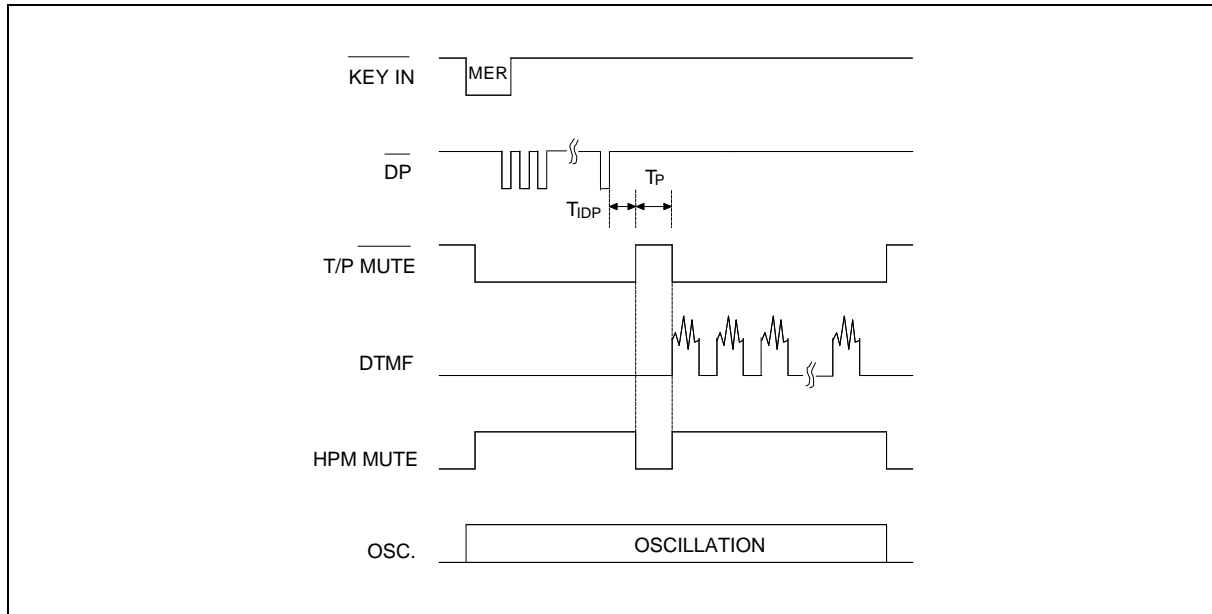 KEY IN
MER
DP
TP
TIDP
T/P MUTE
DTMF
HPM MUTE
OSC.
OSCILLATION